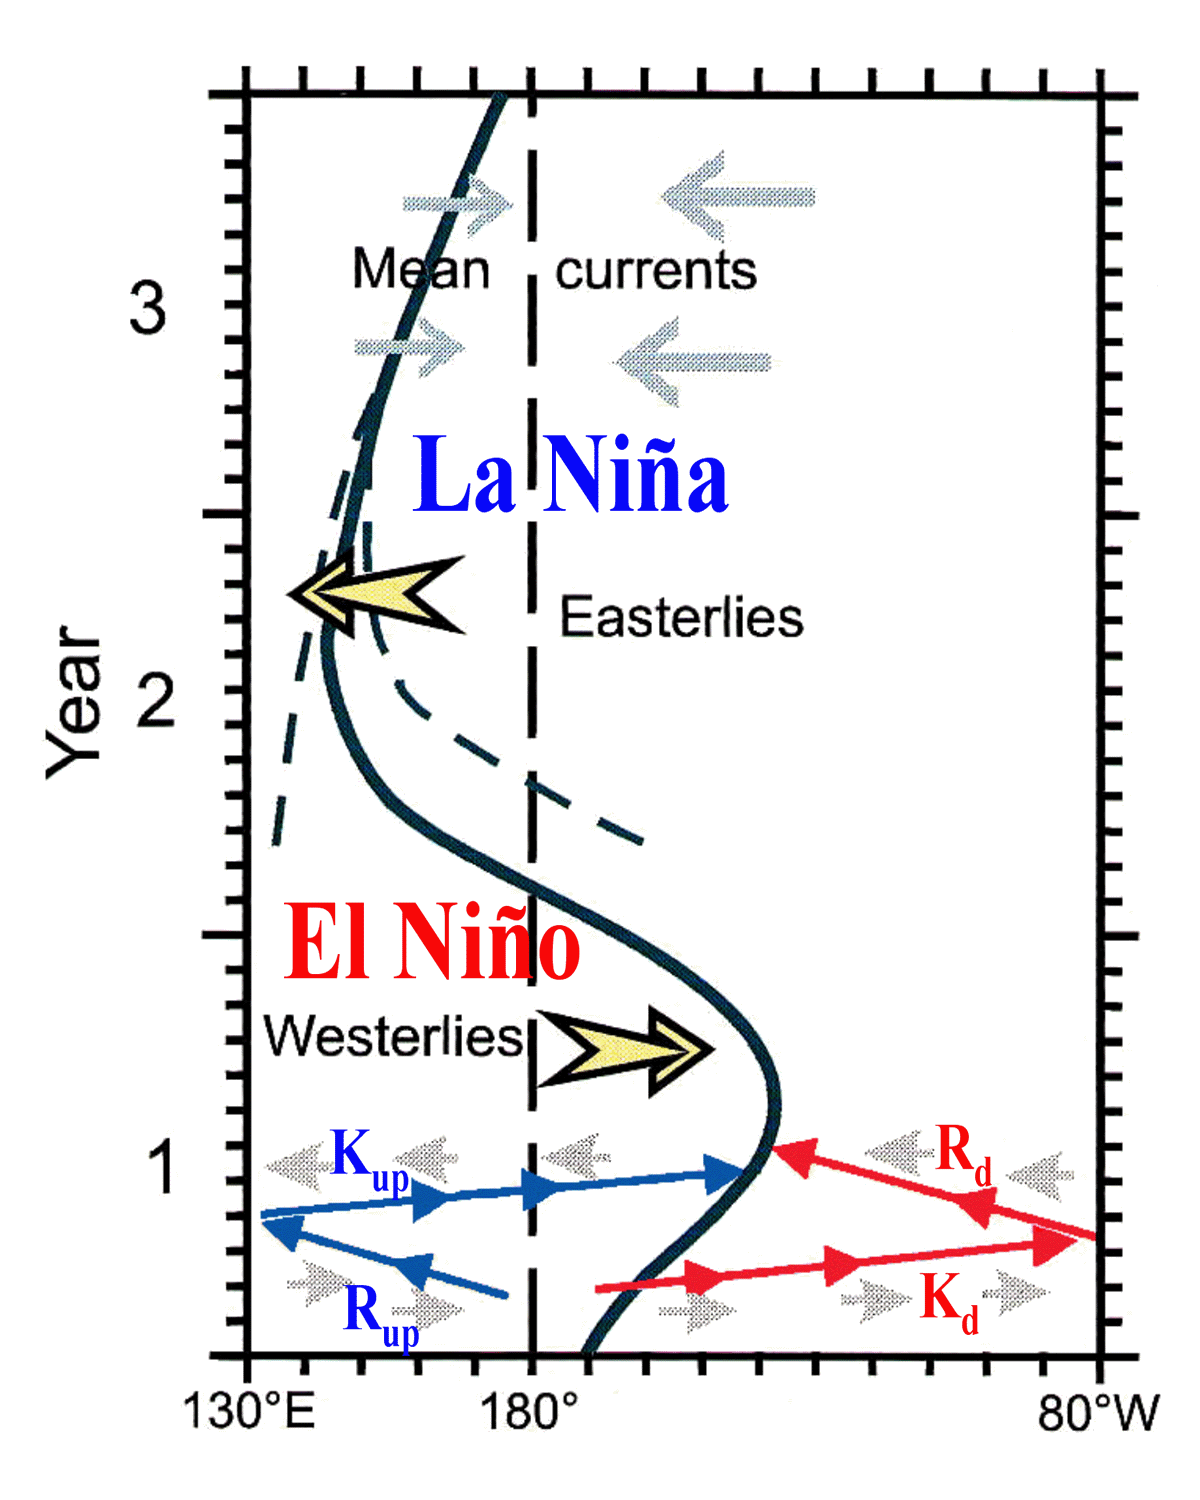 3
Mean currents
La Niña
Easterlies
Year
2
El Niño
Westerlies
1
Kup
Rd
Rup
Kd
130°E
180°
80°W